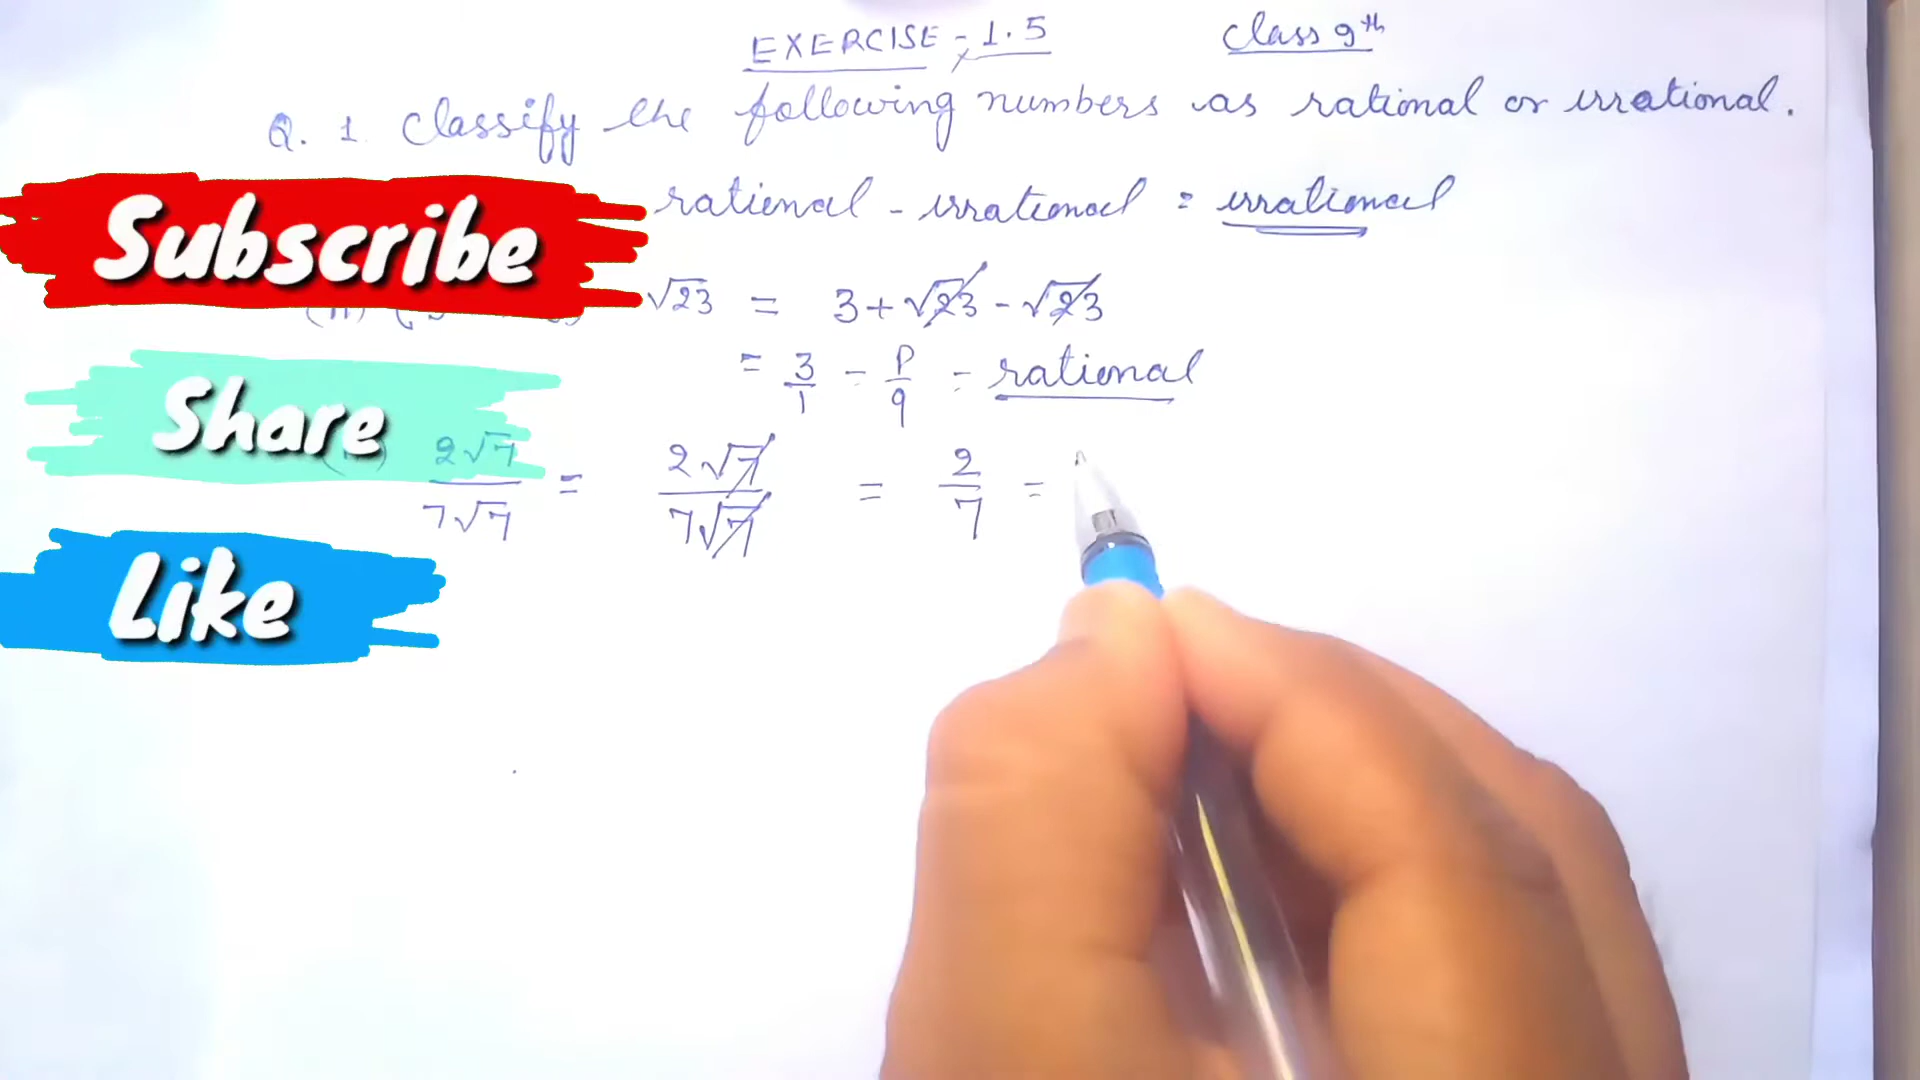 EXERCISE - 1.5 Class 9th
Q. 1. Classify the following numbers as rational or irrational.
rational - irrational = irrational
√23 = 3+√23 - √23
= 3/1 = p/q = rational
2√7/7√7 = 2√7/7√7 = 2/7 =
Subscribe
Share
Like